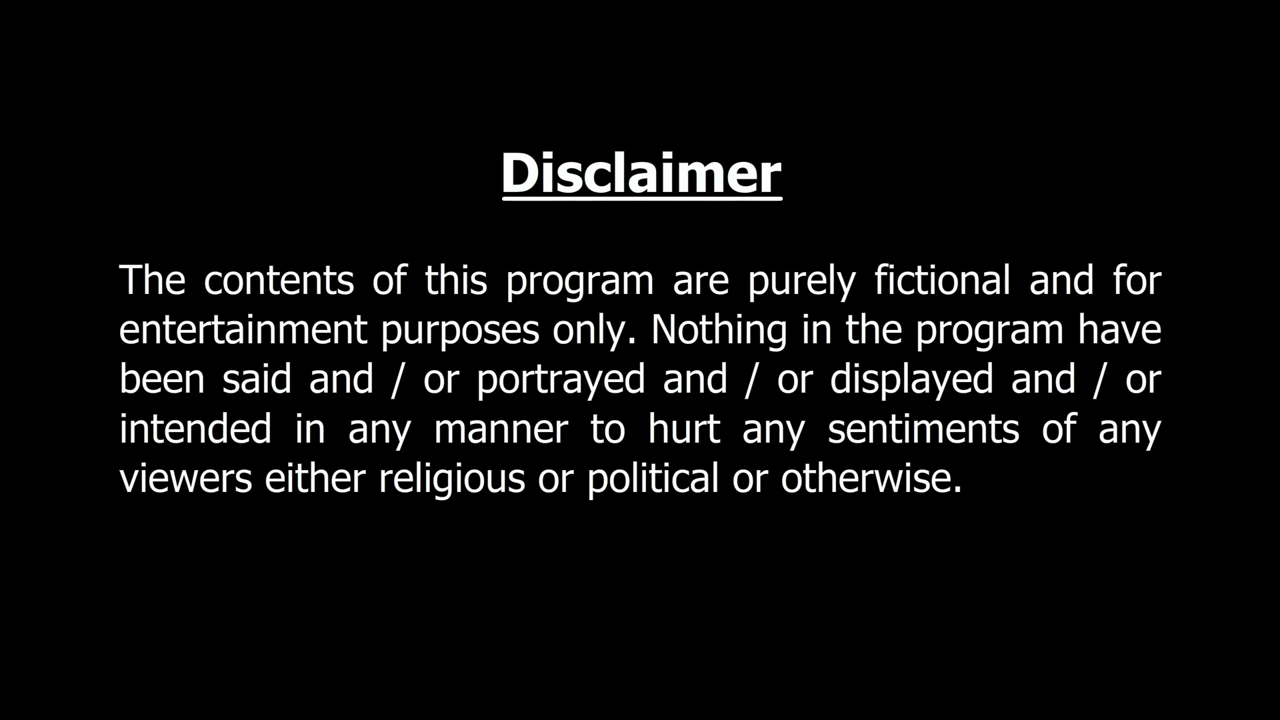 Disclaimer
The contents of this program are purely fictional and for
entertainment purposes only. Nothing in the program have
been said and / or portrayed and / or displayed and / or
intended in any manner to hurt any sentiments of any
viewers either religious or political or otherwise.